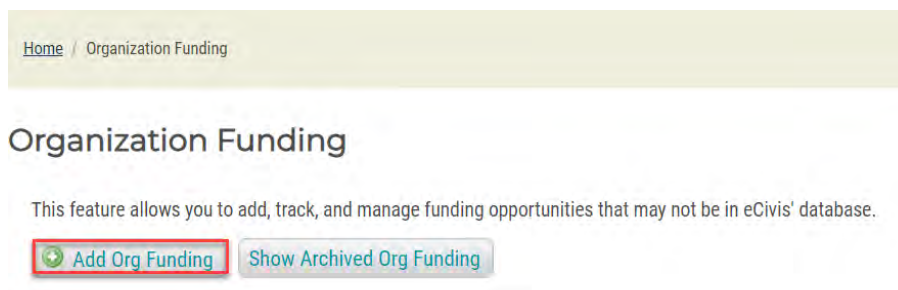 Home / Organization Funding
Organization Funding
This feature allows you to add, track, and manage funding opportunities that may not be in eCivis' database.
Add Org Funding Show Archived Org Funding